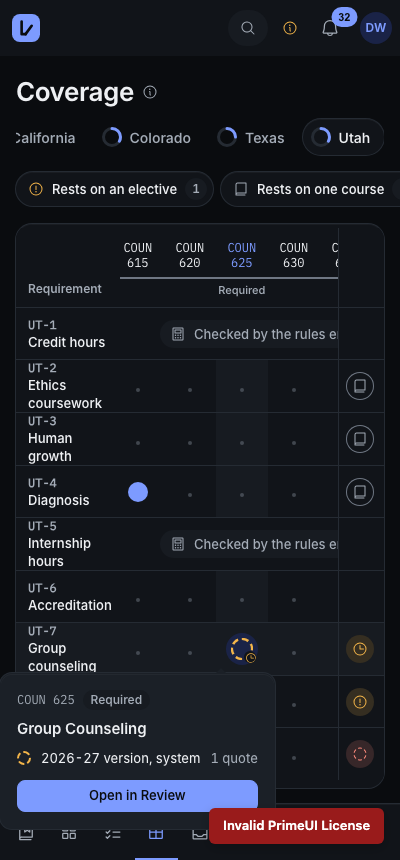 32
DW
Coverage
California
Colorado
Texas
Utah
Rests on an elective 1
Rests on one course
COUN 615
COUN 620
COUN 625
COUN 630
C
Requirement
Required
UT-1
Credit hours
Checked by the rules e
UT-2
Ethics
coursework
UT-3
Human
growth
UT-4
Diagnosis
UT-5
Internship
hours
Checked by the rules e
UT-6
Accreditation
UT-7
Group
counseling
COUN 625 Required
Group Counseling
2026-27 version, system 1 quote
Open in Review
Invalid PrimeUI License